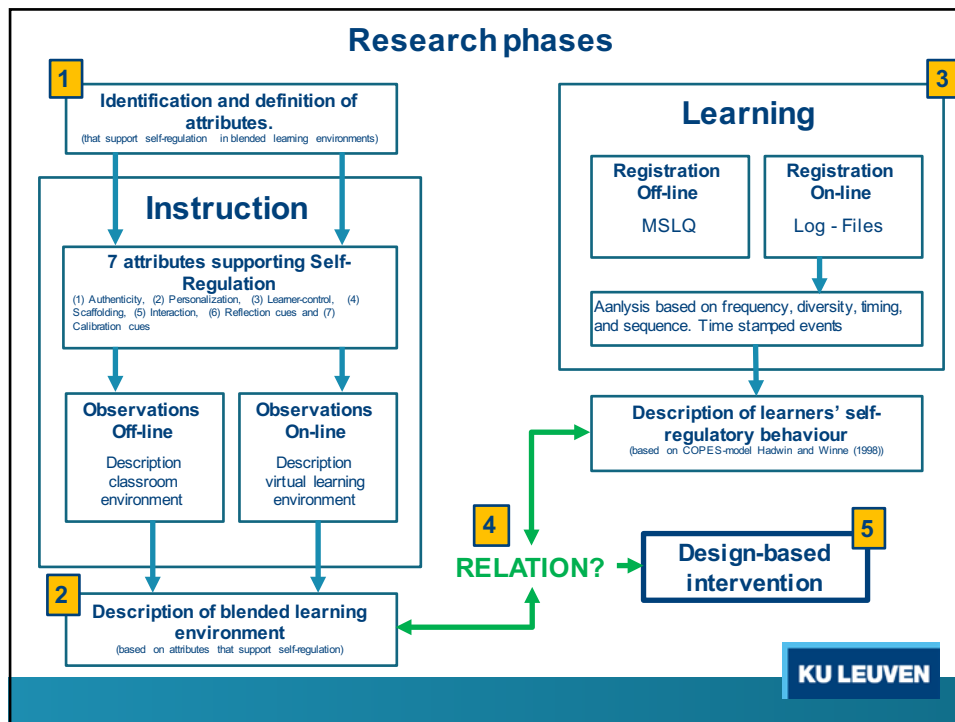 Research phases
1
Identification and definition of
attributes.
(that support self-regulation in blended learning environments)
Instruction
7 attributes supporting Self-
Regulation
(1) Authenticity, (2) Personalization, (3) Learner-control, (4)
Scaffolding, (5) Interaction, (6) Reflection cues and (7)
Calibration cues
Observations
Off-line
Description
classroom
environment
Observations
On-line
Description
virtual learning
environment
2
Description of blended learning
environment
(based on attributes that support self-regulation)
3
Learning
Registration
Off-line
MSLQ
Registration
On-line
Log - Files
Aanlysis based on frequency, diversity, timing,
and sequence. Time stamped events
Description of learners' self-
regulatory behaviour
(based on COPES-model Hadwin and Winne (1998))
4
RELATION?
5
Design-based
intervention
KU LEUVEN